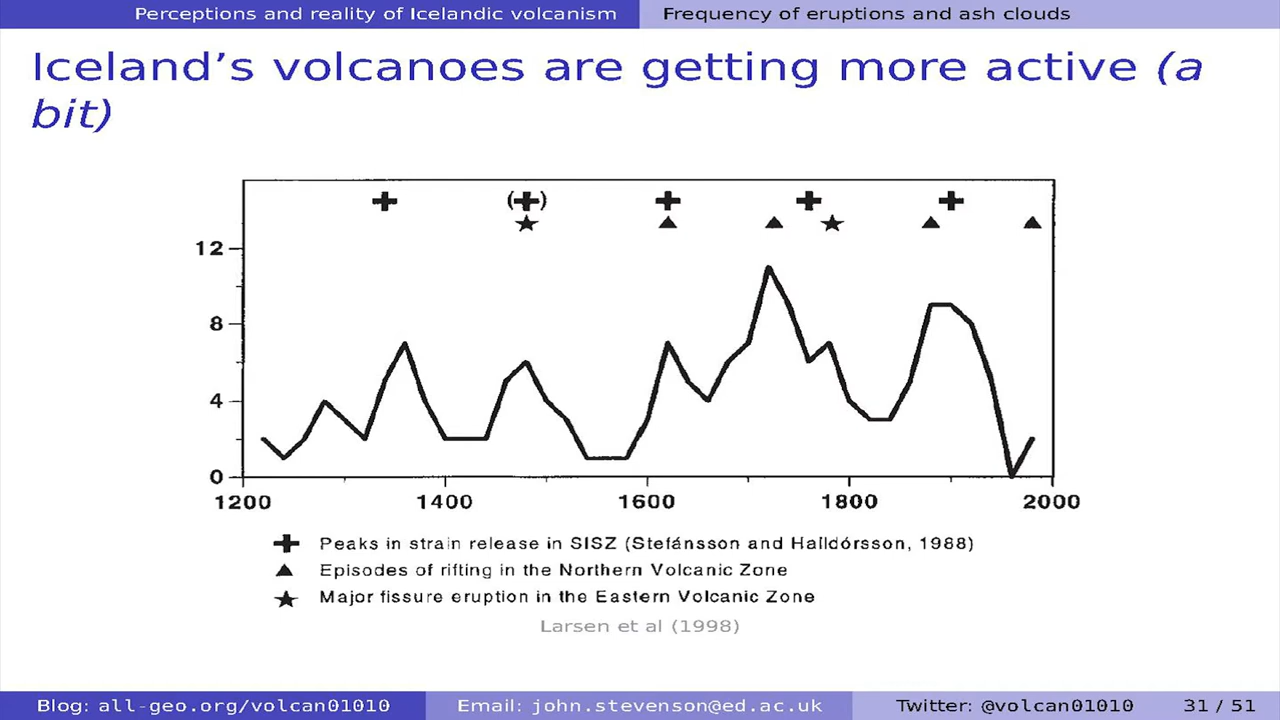 Perceptions and reality of Icelandic volcanism Frequency of eruptions and ash clouds
Iceland's volcanoes are getting more active (a
bit)
( )
12
8
4
0
1200 1400 1600 1800 2000
Peaks in strain release in SISZ (Stefánsson and Halldórsson, 1988)
Episodes of rifting in the Northern Volcanic Zone
Major fissure eruption in the Eastern Volcanic Zone
Larsen et al (1998)
Blog: all-geo.org/volcan01010 Email: john.stevenson@ed.ac.uk Twitter: @volcan01010 31 / 51